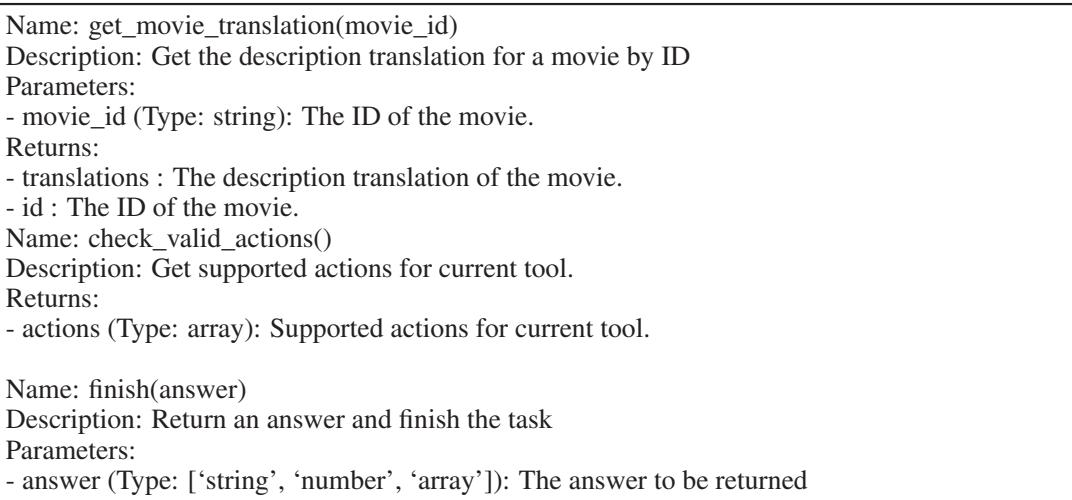 Name: get_movie_translation(movie_id)
Description: Get the description translation for a movie by ID
Parameters:
- movie_id (Type: string): The ID of the movie.
Returns:
- translations : The description translation of the movie.
- id : The ID of the movie.
Name: check_valid_actions()
Description: Get supported actions for current tool.
Returns:
- actions (Type: array): Supported actions for current tool.
Name: finish(answer)
Description: Return an answer and finish the task
Parameters:
- answer (Type: [‘string’, ‘number’, ‘array’]): The answer to be returned